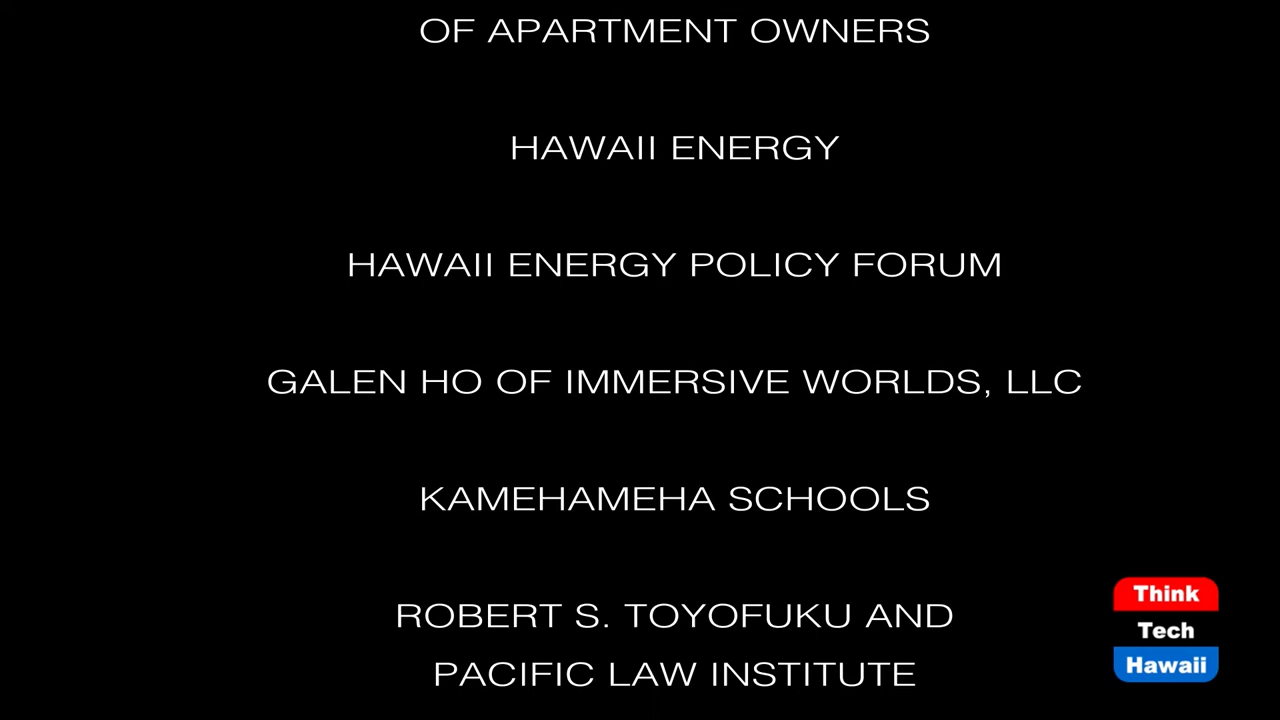 OF APARTMENT OWNERS
HAWAII ENERGY
HAWAII ENERGY POLICY FORUM
GALEN HO OF IMMERSIVE WORLDS, LLC
KAMEHAMEHA SCHOOLS
ROBERT S. TOYOFUKU AND
PACIFIC LAW INSTITUTE
Think
Tech
Hawaii